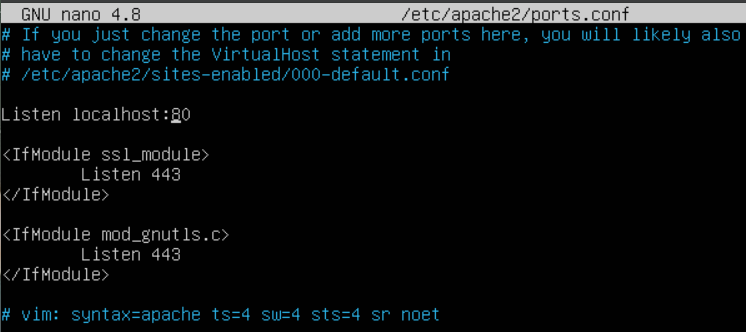 GNU nano 4.8 /etc/apache2/ports.conf
# If you just change the port or add more ports here, you will likely also
# have to change the VirtualHost statement in
# /etc/apache2/sites-enabled/000-default.conf
Listen localhost:80
<IfModule ssl_module>
Listen 443
</IfModule>
<IfModule mod_gnutls.c>
Listen 443
</IfModule>
# vim: syntax=apache ts=4 sw=4 sts=4 sr noet